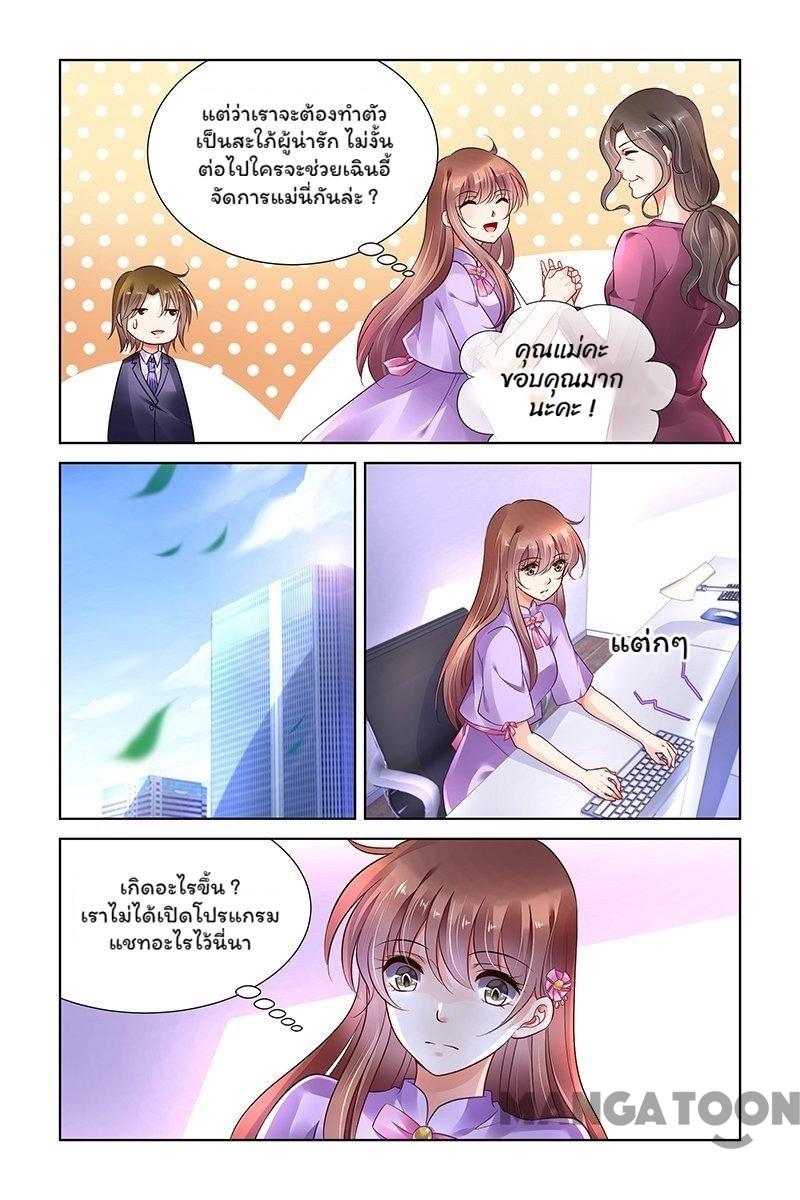 แต่ว่าเราจะต้องทำตัว
เป็นสะใภ้ผู้น่ารัก ไม่งั้น
ต่อไปใครจะช่วยเฉินอี้
จัดการแม่นี่กันล่ะ ?
คุณแม่คะ
ขอบคุณมาก
นะคะ !
แต่กๆ
เกิดอะไรขึ้น ?
เราไม่ได้เปิดโปรแกรม
แชทอะไรไว้นี่นา
MANGATOON